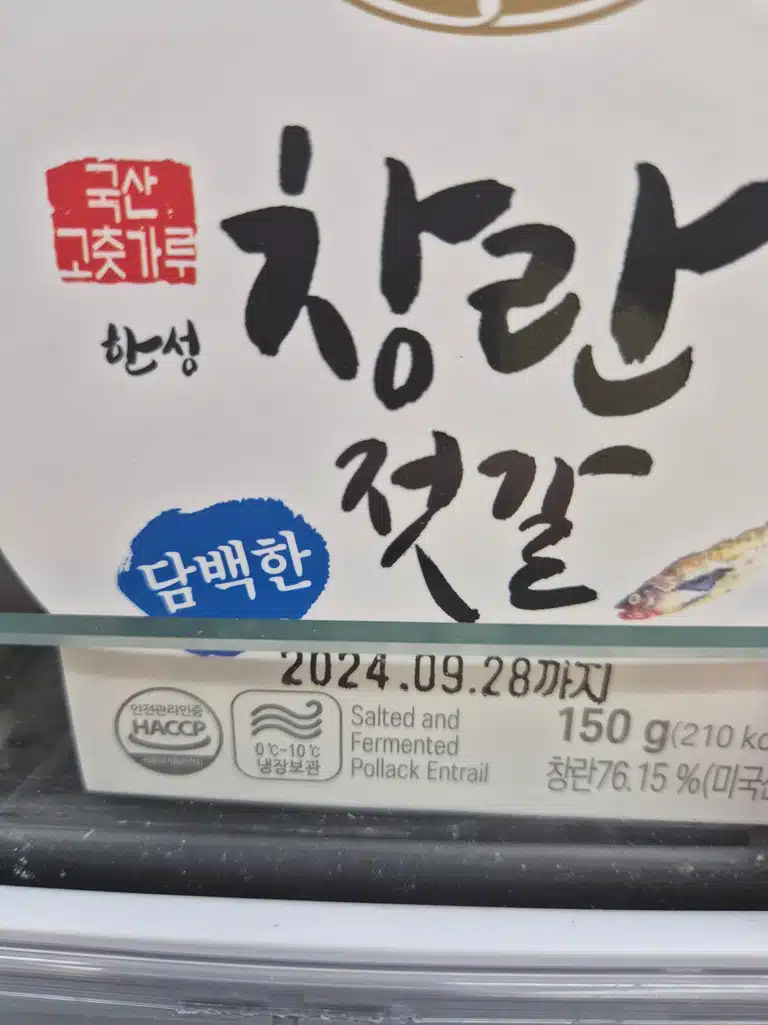 국산
고춧가루
한성
창란
젓갈
담백한
2024.09.28까지
안전관리인증
HACCP
0℃~10℃
냉장보관
Salted and
Fermented
Pollack Entrail
150 g(210 kc
창란76.15 %(미국산